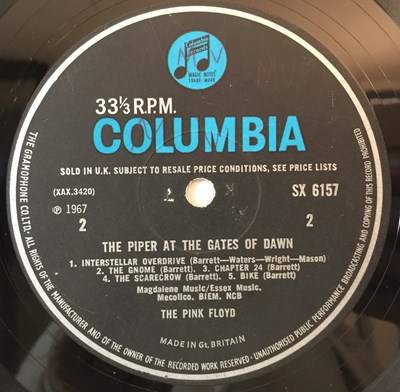 Columbia
Records
MAGIC NOTES
TRADE MARK
33⅓ R.P.M.
COLUMBIA
SOLD IN U.K. SUBJECT TO RESALE PRICE CONDITIONS, SEE PRICE LISTS
(XAX.3420)
SX 6157
℗ 1967
2
2
THE PIPER AT THE GATES OF DAWN
1. INTERSTELLAR OVERDRIVE (Barrett—Waters—Wright—Mason)
2. THE GNOME (Barrett). 3. CHAPTER 24 (Barrett)
4. THE SCARECROW (Barrett). 5. BIKE (Barrett)
Magdalene Music/Essex Music,
Mecolico, BIEM, NCB
THE PINK FLOYD
MADE IN Gt. BRITAIN
THE GRAMOPHONE CO. LTD. · ALL RIGHTS OF THE MANUFACTURER AND OF THE OWNER OF THE RECORDED WORK RESERVED · UNAUTHORISED PUBLIC PERFORMANCE BROADCASTING AND COPYING OF THIS RECORD PROHIBITED